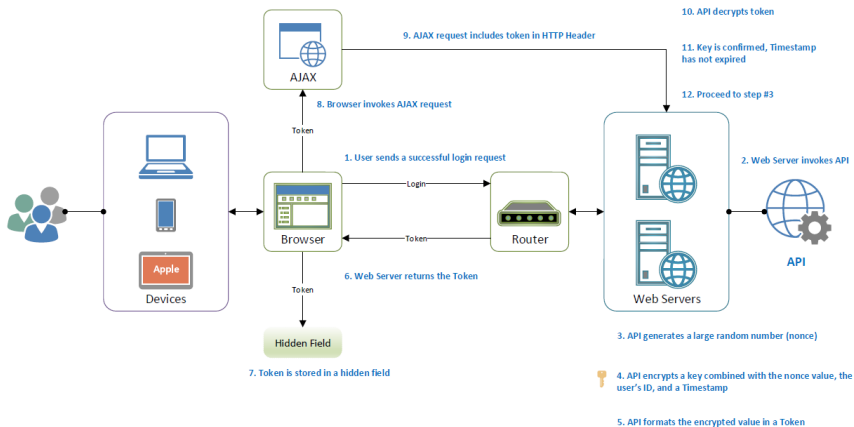 10. API decrypts token
9. AJAX request includes token in HTTP Header
11. Key is confirmed, Timestamp
has not expired
AJAX
12. Proceed to step #3
8. Browser invokes AJAX request
Token
1. User sends a successful login request
2. Web Server invokes API
Login
Browser
Token
Router
API
Apple
6. Web Server returns the Token
Devices
Token
Web Servers
3. API generates a large random number (nonce)
Hidden Field
7. Token is stored in a hidden field
4. API encrypts a key combined with the nonce value, the
user's ID, and a Timestamp
5. API formats the encrypted value in a Token